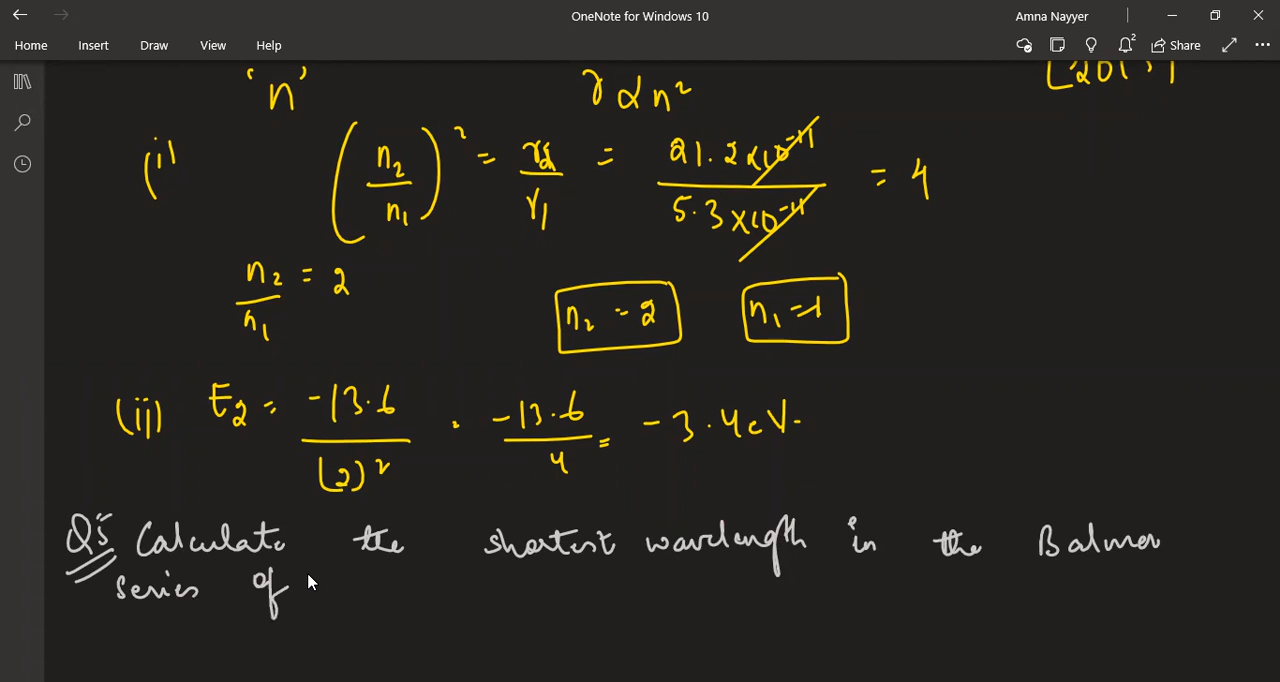 OneNote for Windows 10
Amna Nayyer
Home Insert Draw View Help
2 Share
'n' r α n²
(i) (n₂/n₁)² = r₂/r₁ = 21.2×10⁻¹¹/5.3×10⁻¹¹ = 4
n₂/n₁ = 2 n₂ = 2 n₁ = 1
(ii) E₂ = -13.6/(2)² . -13.6/4 = -3.4eV.
Q5 Calculate the shortest wavelength in the Balmer
series of